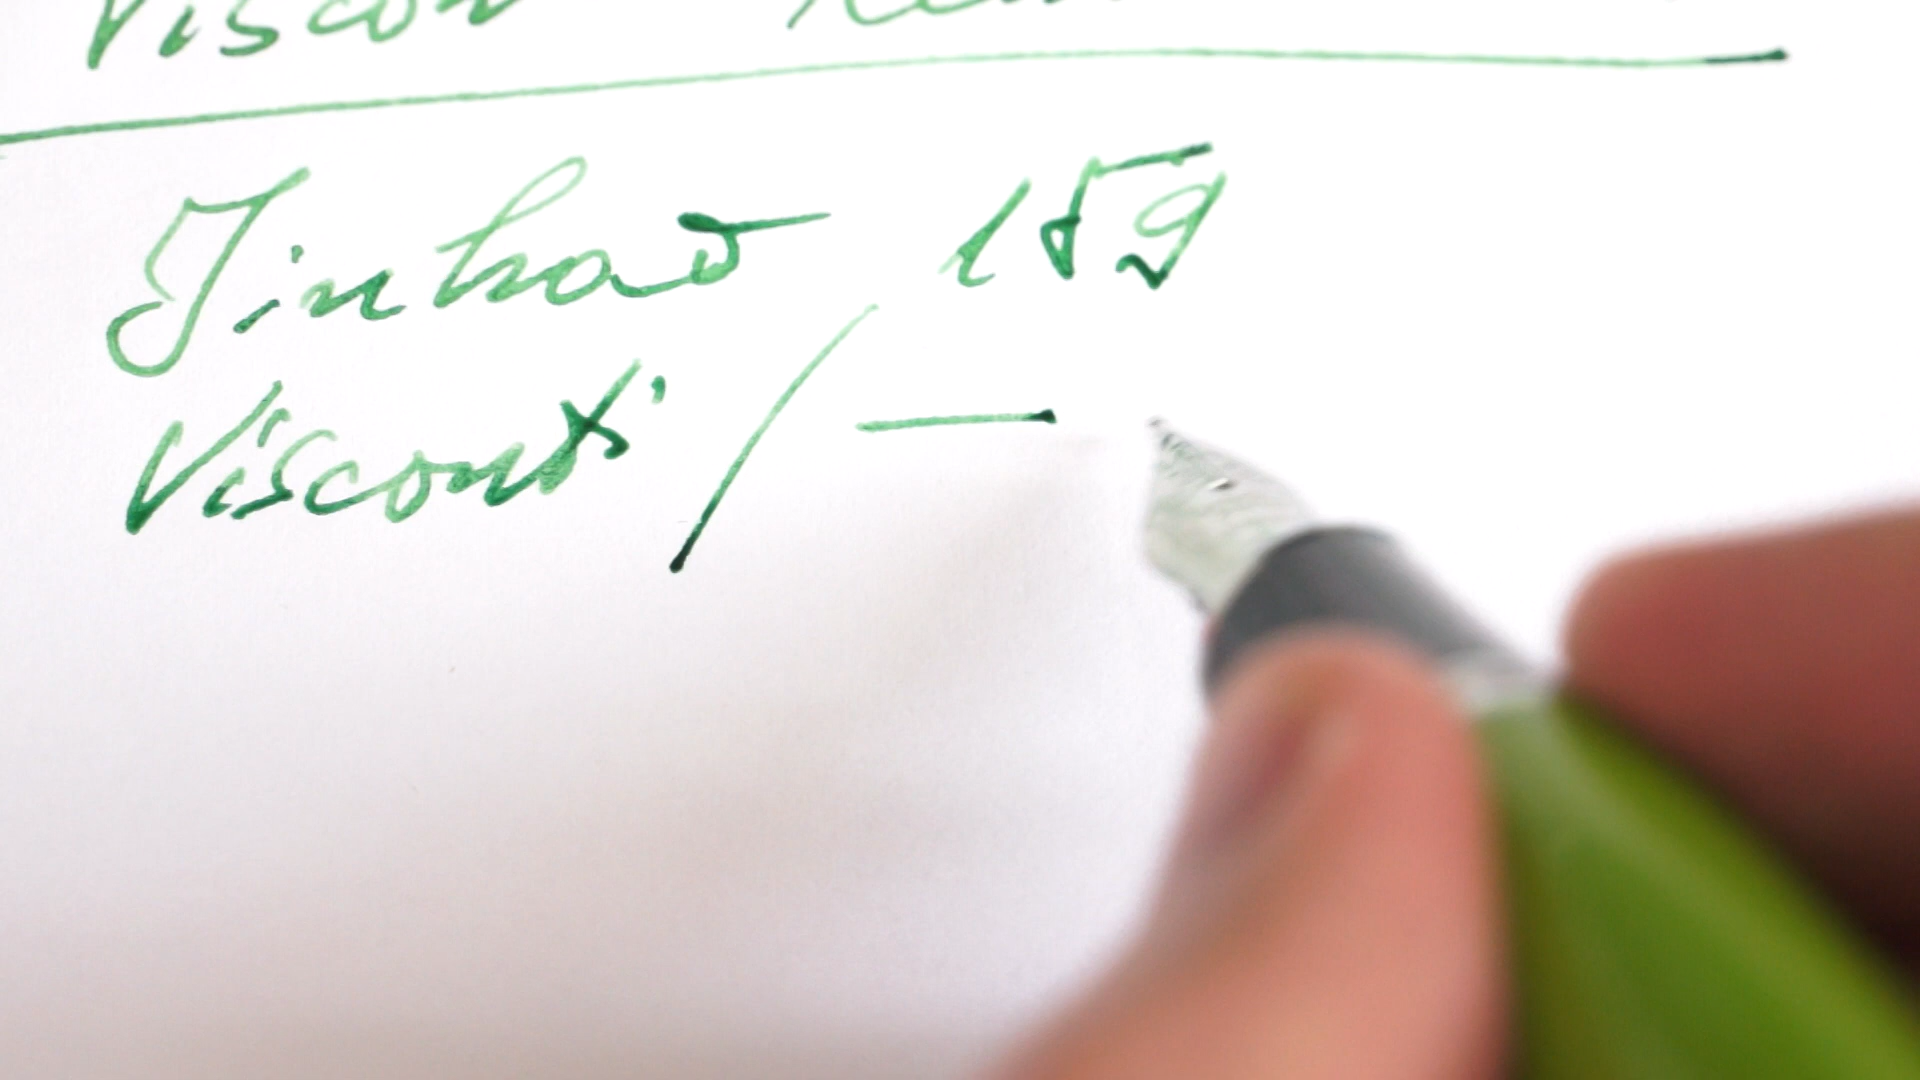 Jinhao 159
Visconti / —